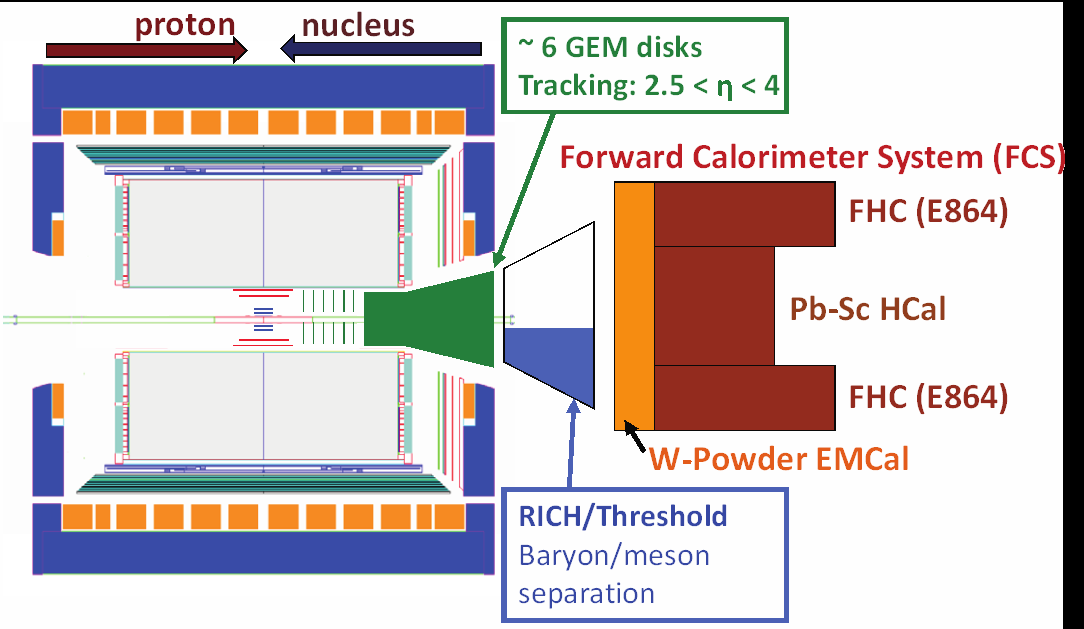 proton
nucleus
~ 6 GEM disks
Tracking: 2.5 < η < 4
Forward Calorimeter System (FCS)
FHC (E864)
Pb-Sc HCal
FHC (E864)
W-Powder EMCal
RICH/Threshold
Baryon/meson
separation